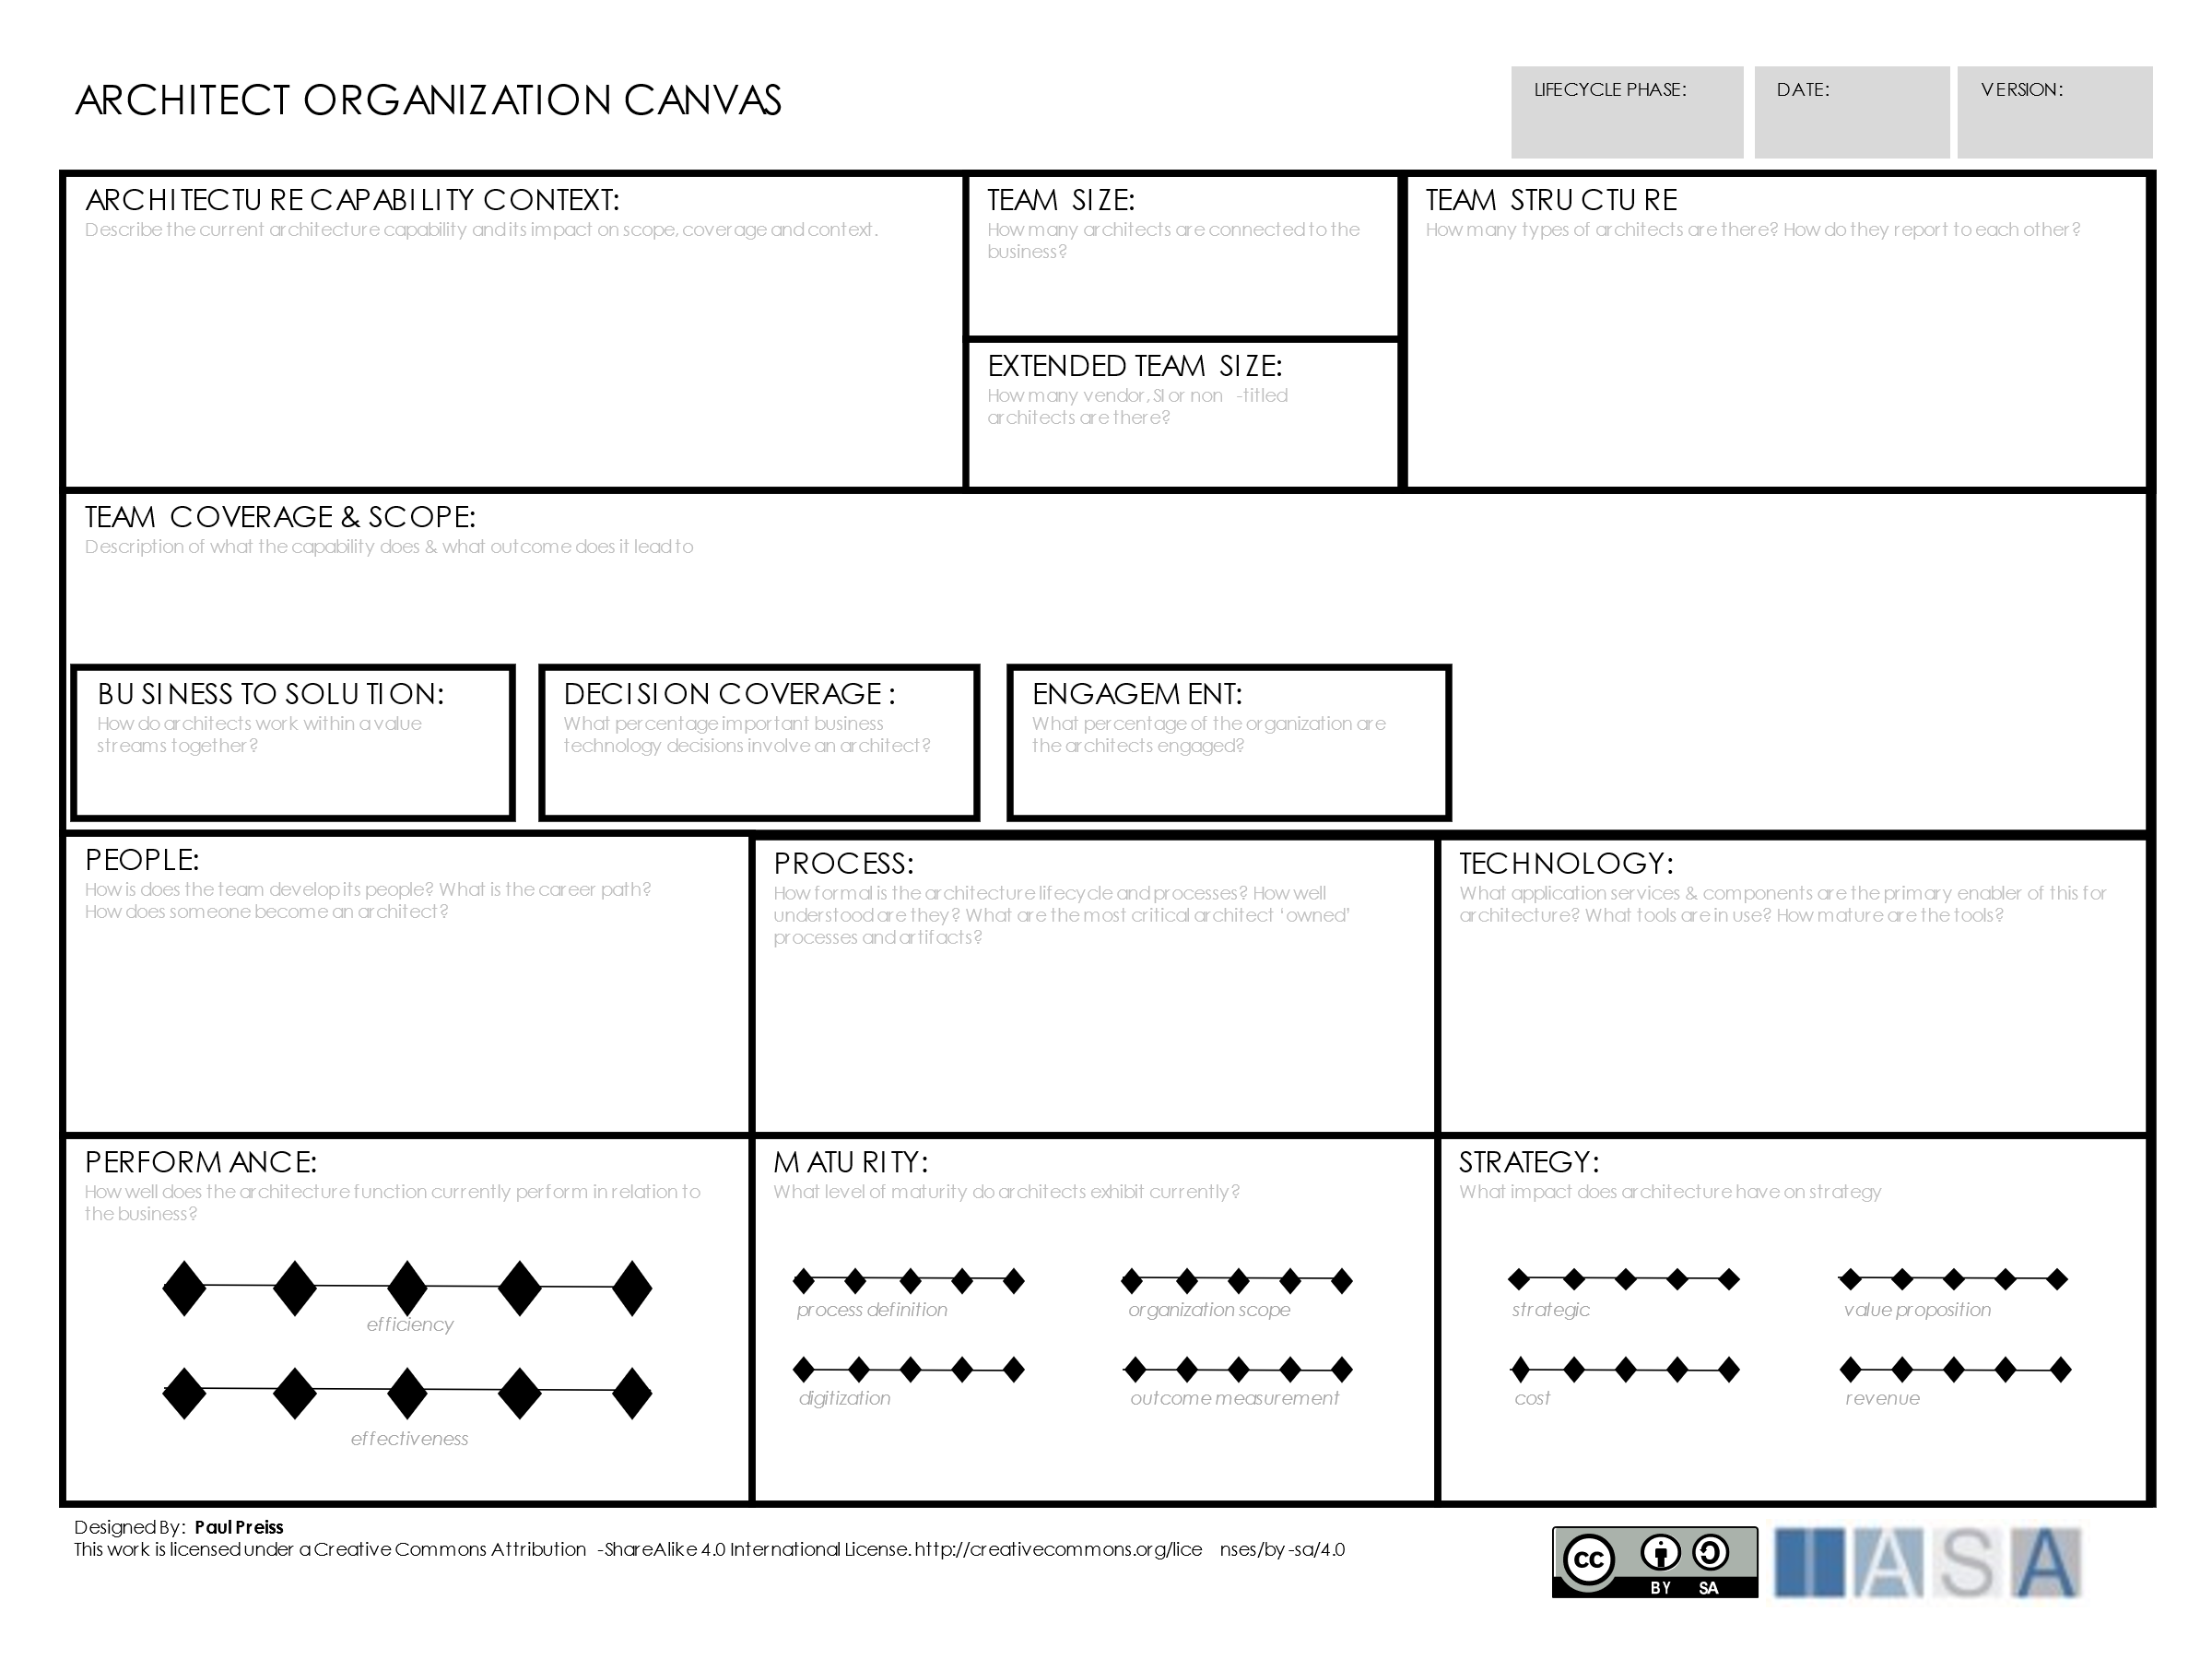 ARCHITECT ORGANIZATION CANVAS
LIFECYCLE PHASE:
DATE:
VERSION:
ARCHITECTURE CAPABILITY CONTEXT:
Describe the current architecture capability and its impact on scope, coverage and context.
TEAM SIZE:
How many architects are connected to the
business?
EXTENDED TEAM SIZE:
How many vendor, SI or non -titled
architects are there?
TEAM STRUCTURE
How many types of architects are there? How do they report to each other?
TEAM COVERAGE & SCOPE:
Description of what the capability does & what outcome does it lead to
BUSINESS TO SOLUTION:
How do architects work within a value
streams together?
DECISION COVERAGE :
What percentage important business
technology decisions involve an architect?
ENGAGEMENT:
What percentage of the organization are
the architects engaged?
PEOPLE:
How is does the team develop its people? What is the career path?
How does someone become an architect?
PROCESS:
How formal is the architecture lifecycle and processes? How well
understood are they? What are the most critical architect ‘owned’
processes and artifacts?
TECHNOLOGY:
What application services & components are the primary enabler of this for
architecture? What tools are in use? How mature are the tools?
PERFORMANCE:
How well does the architecture function currently perform in relation to
the business?
efficiency
effectiveness
MATURITY:
What level of maturity do architects exhibit currently?
process definition
organization scope
digitization
outcome measurement
STRATEGY:
What impact does architecture have on strategy
strategic
value proposition
cost
revenue
Designed By: Paul Preiss
This work is licensed under a Creative Commons Attribution -ShareAlike 4.0 International License. http://creativecommons.org/lice nses/by-sa/4.0
cc
BY SA
IASA